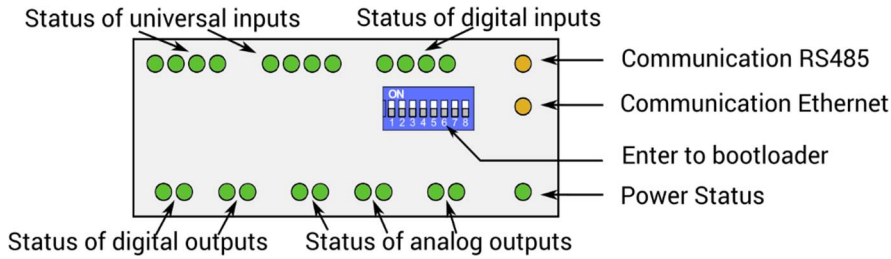 Status of universal inputs
Status of digital inputs
Communication RS485
ON
1 2 3 4 5 6 7 8
Communication Ethernet
Enter to bootloader
Power Status
Status of digital outputs
Status of analog outputs